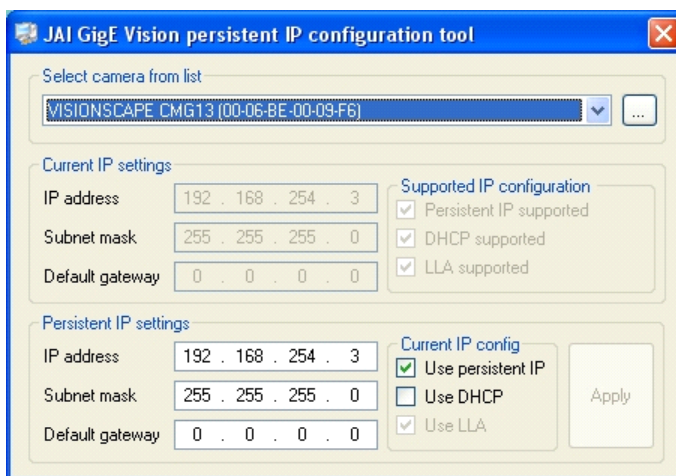 JAI GigE Vision persistent IP configuration tool
Select camera from list
VISIONSCAPE CMG13 (00-06-BE-00-09-F6)
...
Current IP settings
IP address 192 . 168 . 254 . 3
Subnet mask 255 . 255 . 255 . 0
Default gateway 0 . 0 . 0 . 0
Supported IP configuration
Persistent IP supported
DHCP supported
LLA supported
Persistent IP settings
IP address 192 . 168 . 254 . 3
Subnet mask 255 . 255 . 255 . 0
Default gateway 0 . 0 . 0 . 0
Current IP config
Use persistent IP
Use DHCP
Use LLA
Apply